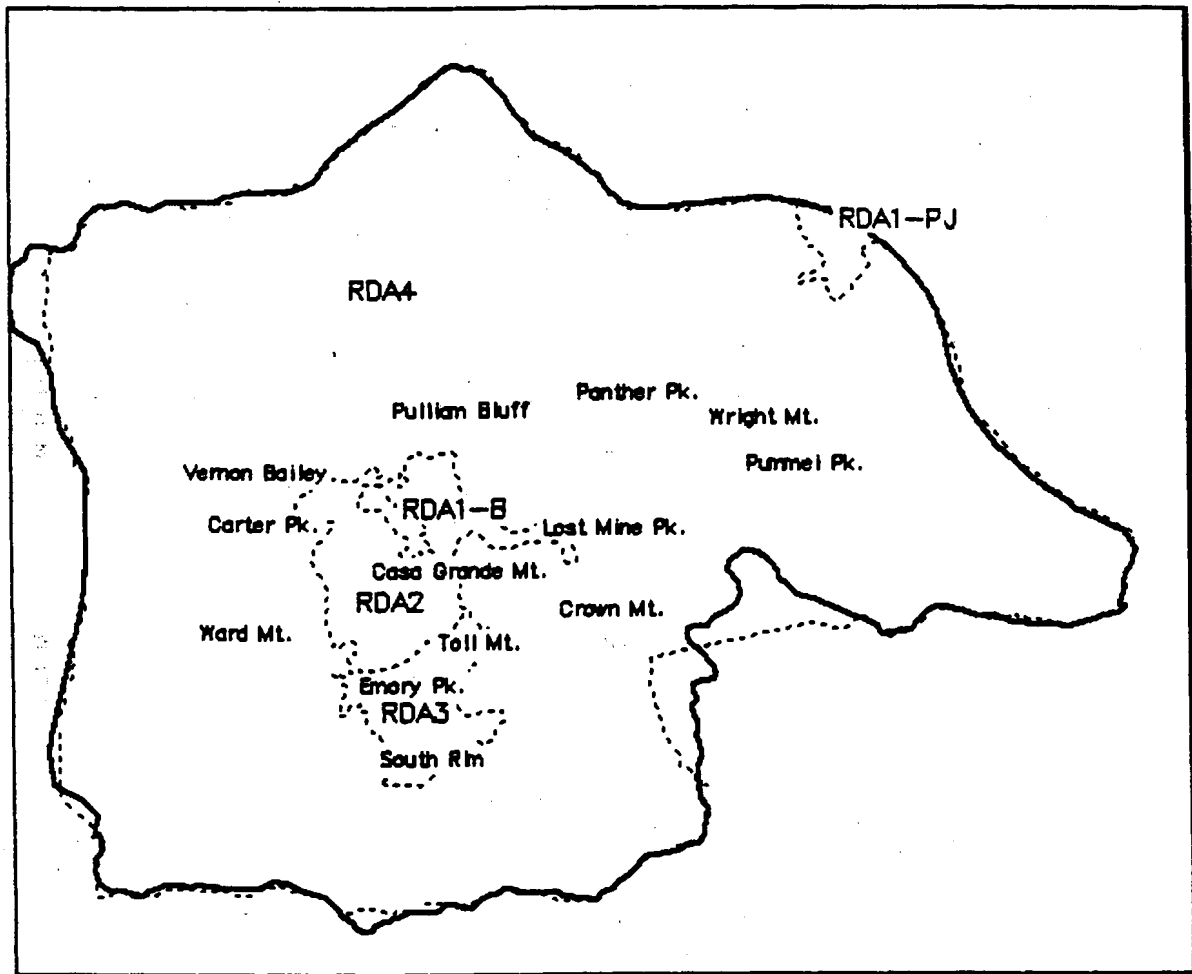 RDA1-PJ
RDA4
Panther Pk.
Pulliam Bluff
Wright Mt.
Pummel Pk.
Vernon Bailey
RDA1-B
Carter Pk.
Lost Mine Pk.
Casa Grande Mt.
RDA2
Crown Mt.
Ward Mt.
Toll Mt.
Emory Pk.
RDA3
South Rim